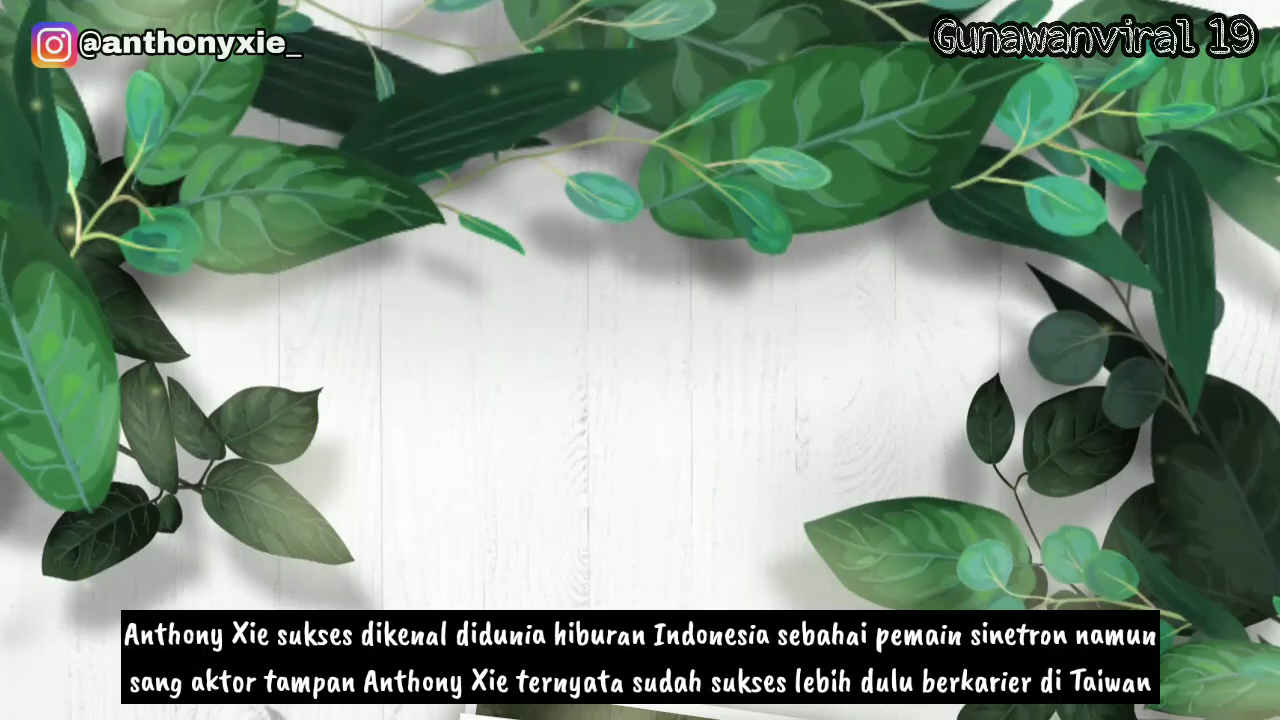 @anthonyxie_
Gunawanviral 19
Anthony Xie sukses dikenal didunia hiburan Indonesia sebahai pemain sinetron namun
sang aktor tampan Anthony Xie ternyata sudah sukses lebih dulu berkarier di Taiwan